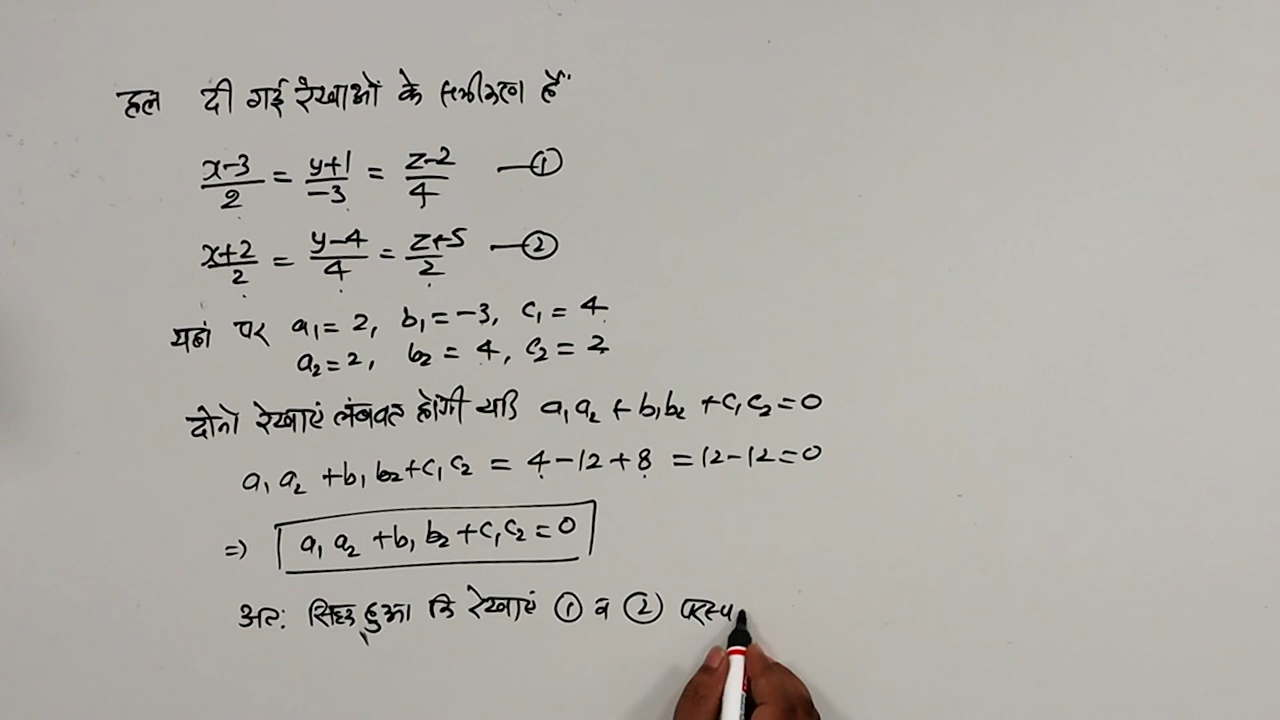 हल दी गई रेखाओं के समीकरण हैं
x-3/2 = y+1/-3 = z-2/4 —①
x+2/2 = y-4/4 = z+5/2 —②
यहां पर a₁= 2, b₁= -3, c₁= 4
a₂=2, b₂= 4, c₂= 2
दोनो रेखाएं लंबवत होंगी यदि a₁a₂ + b₁b₂ + c₁c₂=0
a₁a₂ + b₁b₂+c₁c₂ = 4-12+8 = 12-12=0
=) a₁a₂ +b₁b₂+c₁c₂=0
अतः सिद्ध हुआ कि रेखाएं ① व ② परस्प